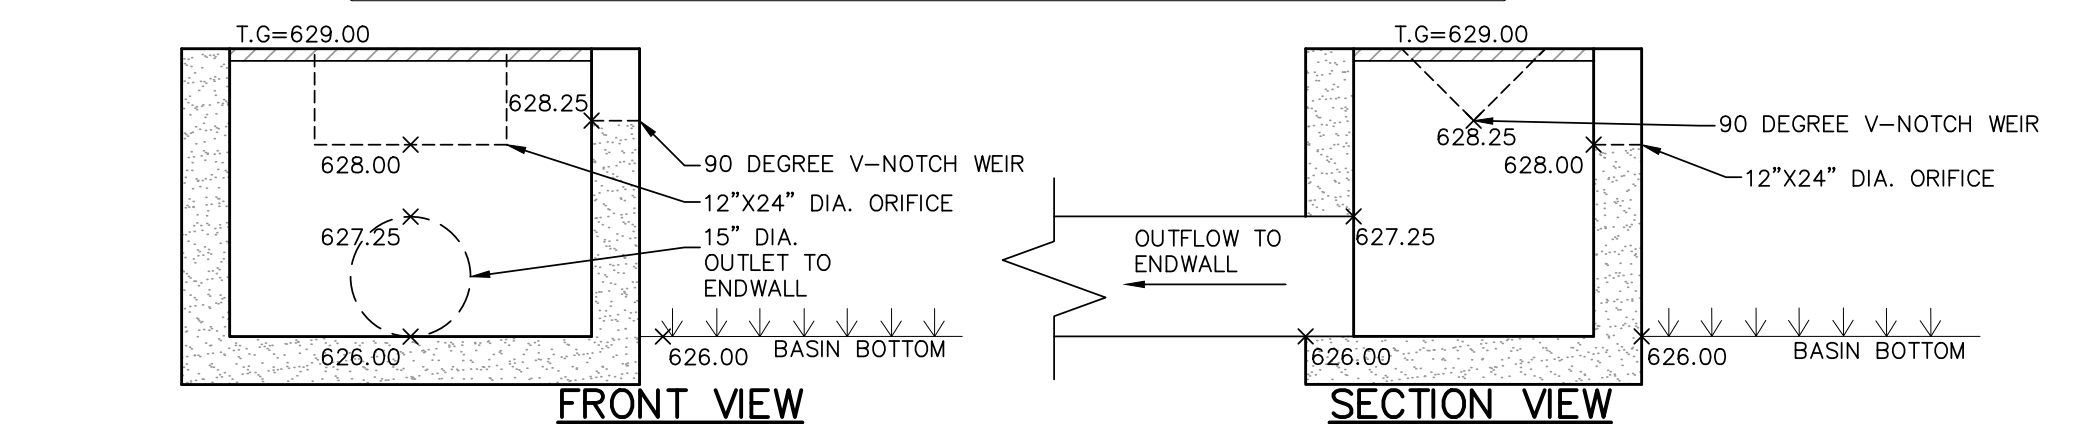 T.G=629.00
628.25
628.00
627.25
626.00
90 DEGREE V-NOTCH WEIR
12"X24" DIA. ORIFICE
15" DIA.
OUTLET TO
ENDWALL
626.00
BASIN BOTTOM
FRONT VIEW
T.G=629.00
628.25
628.00
90 DEGREE V-NOTCH WEIR
12"X24" DIA. ORIFICE
627.25
OUTFLOW TO
ENDWALL
626.00
626.00
BASIN BOTTOM
SECTION VIEW